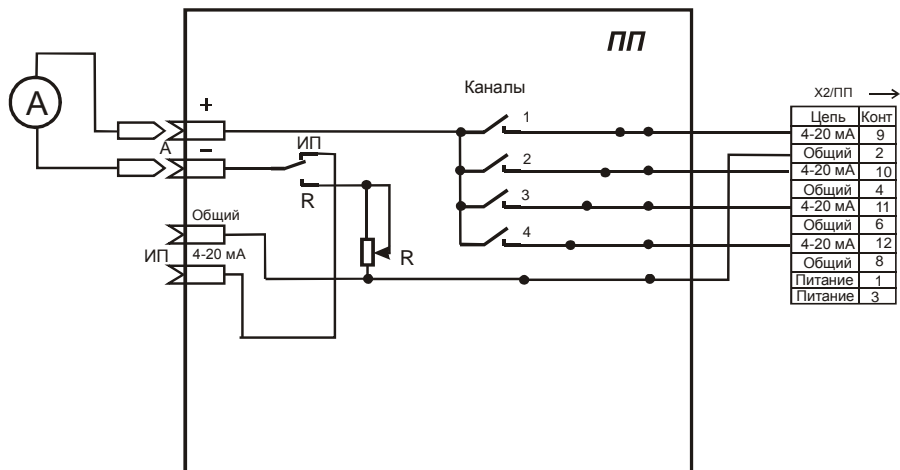 ПП
Каналы
X2/ПП
A
+
1
Цепь Конт
4-20 мА 9
A
–
ИП
2
Общий 2
4-20 мА 10
R
3
Общий 4
4-20 мА 11
Общий
4
Общий 6
ИП
4-20 мА
R
4-20 мА 12
Общий 8
Питание 1
Питание 3